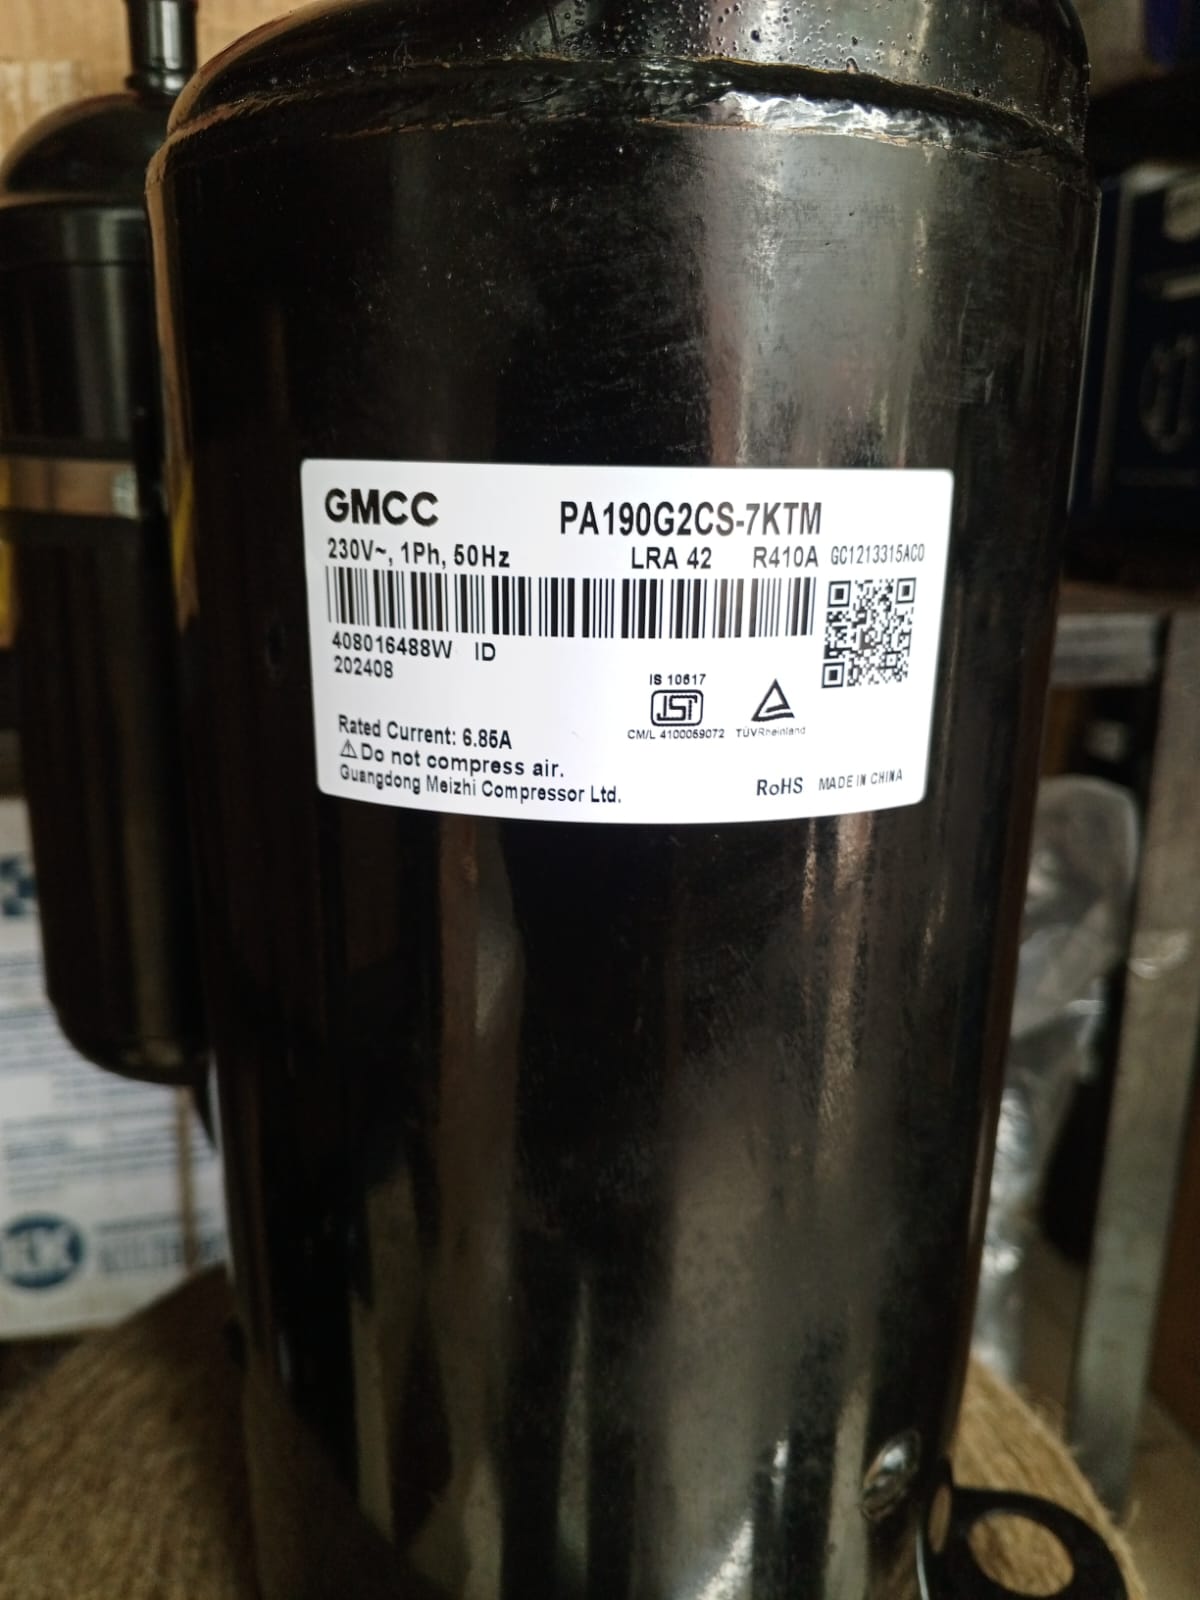 GMCC
PA190G2CS-7KTM
230V~, 1Ph, 50Hz
LRA 42
R410A
GC1213315AC0
408016488W ID
202408
IS 10617
ISI
CM/L 4100059072
TÜVRheinland
Rated Current: 6.85A
⚠Do not compress air.
Guangdong Meizhi Compressor Ltd.
RoHS
MADE IN CHINA